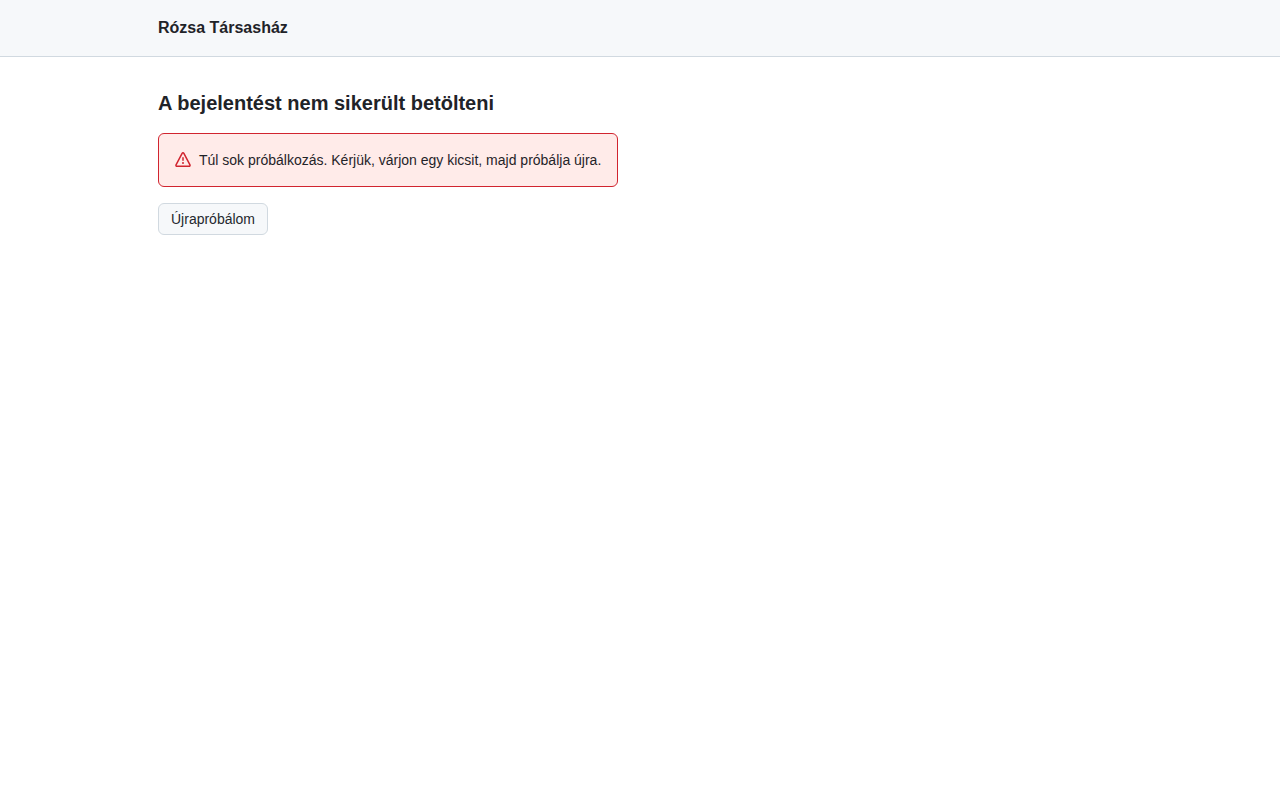 Rózsa Társasház
A bejelentést nem sikerült betölteni
Túl sok próbálkozás. Kérjük, várjon egy kicsit, majd próbálja újra.
Újrapróbálom